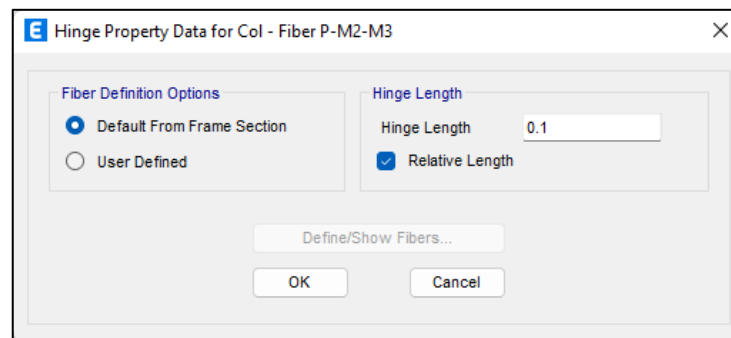 E Hinge Property Data for Col - Fiber P-M2-M3
Fiber Definition Options
Default From Frame Section
User Defined
Hinge Length
Hinge Length 0.1
Relative Length
Define/Show Fibers...
OK Cancel